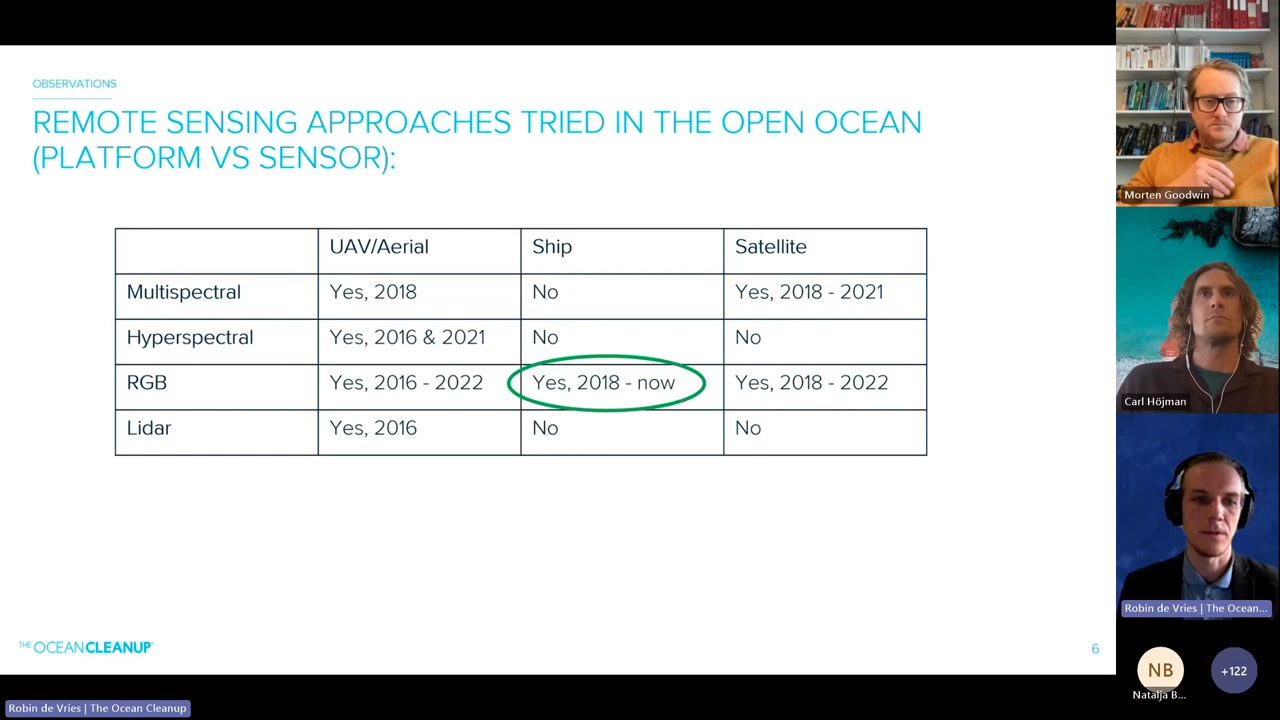 OBSERVATIONS
REMOTE SENSING APPROACHES TRIED IN THE OPEN OCEAN
(PLATFORM VS SENSOR):
UAV/Aerial Ship Satellite
Multispectral Yes, 2018 No Yes, 2018 - 2021
Hyperspectral Yes, 2016 & 2021 No No
RGB Yes, 2016 - 2022 Yes, 2018 - now Yes, 2018 - 2022
Lidar Yes, 2016 No No
THE OCEANCLEANUP
6
Robin de Vries | The Ocean Cleanup
Morten Goodwin
Carl Höjman
Robin de Vries | The Ocean...
NB
Natalja B...
+122